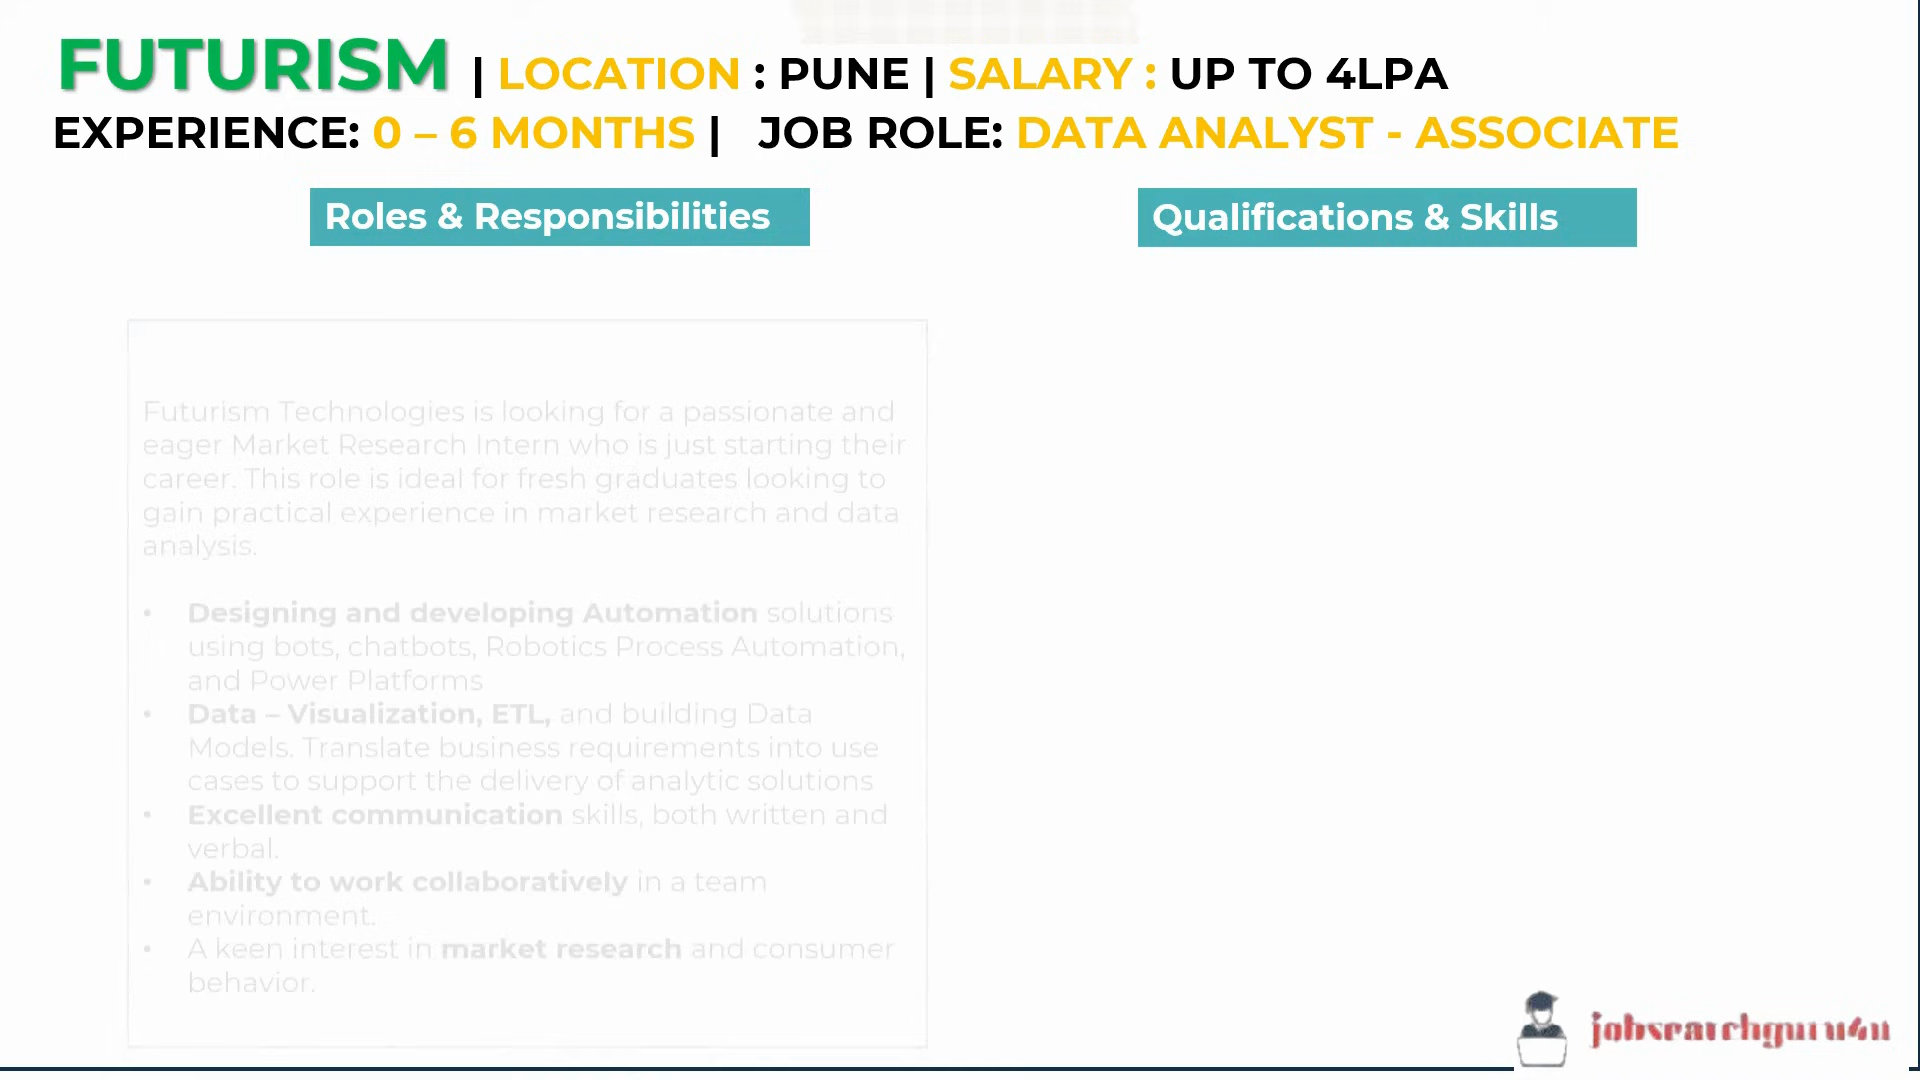 FUTURISM | LOCATION : PUNE | SALARY : UP TO 4LPA
EXPERIENCE: 0 – 6 MONTHS | JOB ROLE: DATA ANALYST - ASSOCIATE
Roles & Responsibilities
Qualifications & Skills
Futurism Technologies is looking for a passionate and
eager Market Research Intern who is just starting their
career. This role is ideal for fresh graduates looking to
gain practical experience in market research and data
analysis.
• Designing and developing Automation solutions
using bots, chatbots, Robotics Process Automation,
and Power Platforms
• Data – Visualization, ETL, and building Data
Models. Translate business requirements into use
cases to support the delivery of analytic solutions
• Excellent communication skills, both written and
verbal.
• Ability to work collaboratively in a team
environment.
• A keen interest in market research and consumer
behavior.
jobsearchguru4u